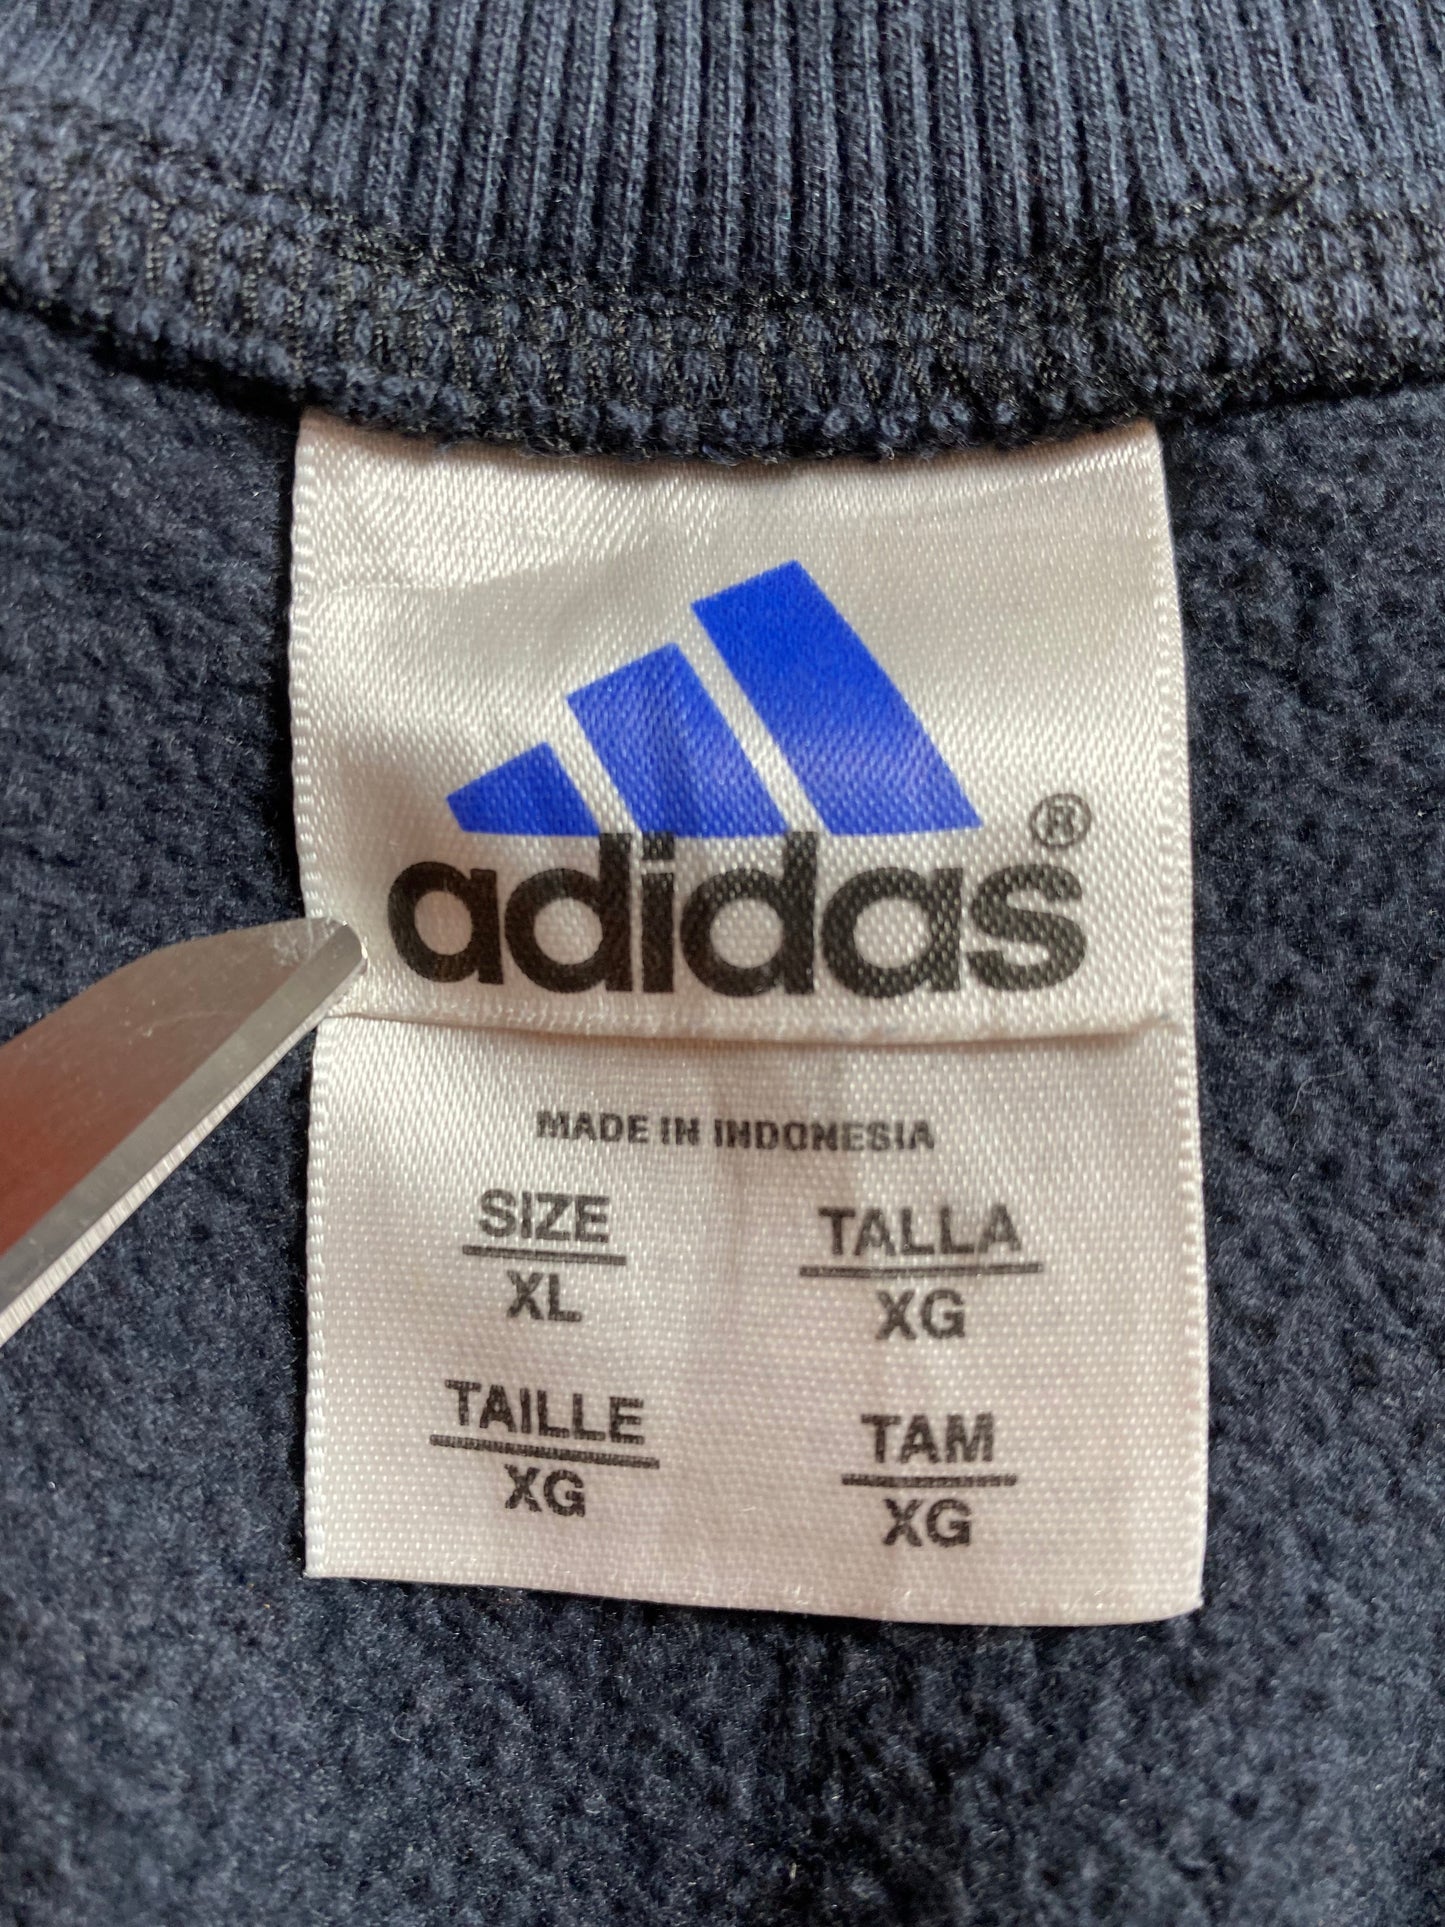 adidas®
MADE IN INDONESIA
SIZE TALLA
XL XG
TAILLE TAM
XG XG